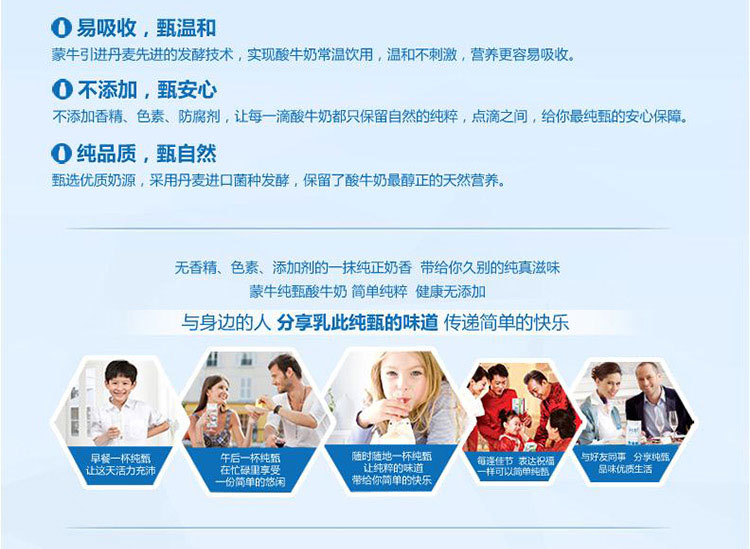 易吸收，甄温和
蒙牛引进丹麦先进的发酵技术，实现酸牛奶常温饮用，温和不刺激，营养更容易吸收。
不添加，甄安心
不添加香精、色素、防腐剂，让每一滴酸牛奶都只保留自然的纯粹，点滴之间，给你最纯甄的安心保障。
纯品质，甄自然
甄选优质奶源，采用丹麦进口菌种发酵，保留了酸牛奶最醇正的天然营养。
无香精、色素、添加剂的一抹纯正奶香 带给你久别的纯真滋味
蒙牛纯甄酸牛奶 简单纯粹 健康无添加
与身边的人 分享乳此纯甄的味道 传递简单的快乐
早餐一杯纯甄
让这天活力充沛
午后一杯纯甄
在忙碌里享受
一份简单的悠闲
随时随地一杯纯甄
让纯粹的味道
带给你简单的快乐
每逢佳节 表达祝福
一样可以简单纯甄
与好友同事 分享纯甄
品味优质生活